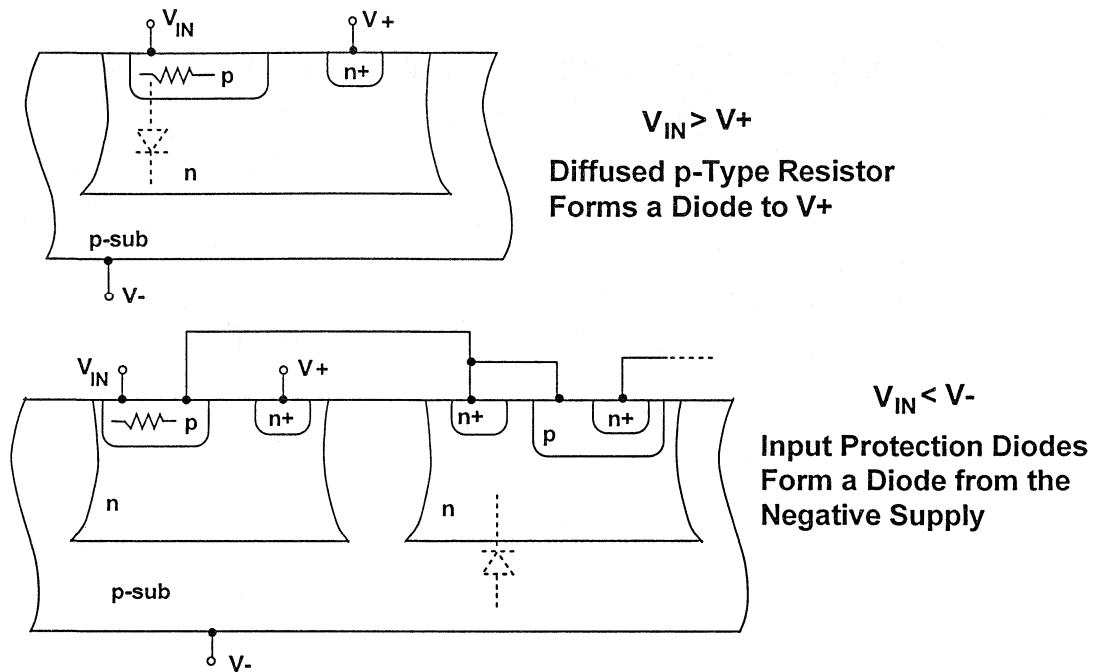 V_IN
V+
p
n+
n
p-sub
V-
V_IN > V+
Diffused p-Type Resistor
Forms a Diode to V+
V_IN
V+
p
n+
n+
p
n+
n
n
p-sub
V-
V_IN < V-
Input Protection Diodes
Form a Diode from the
Negative Supply